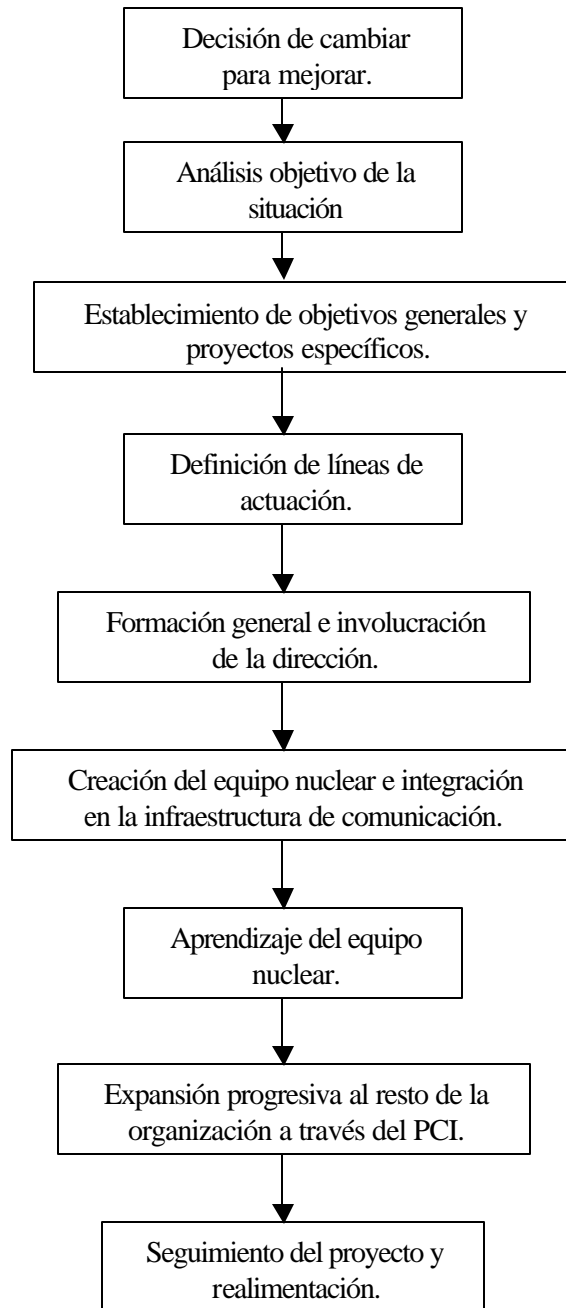 Decisión de cambiar
para mejorar.
Análisis objetivo de la
situación
Establecimiento de objetivos generales y
proyectos específicos.
Definición de líneas de
actuación.
Formación general e involucración
de la dirección.
Creación del equipo nuclear e integración
en la infraestructura de comunicación.
Aprendizaje del equipo
nuclear.
Expansión progresiva al resto de la
organización a través del PCI.
Seguimiento del proyecto y
realimentación.